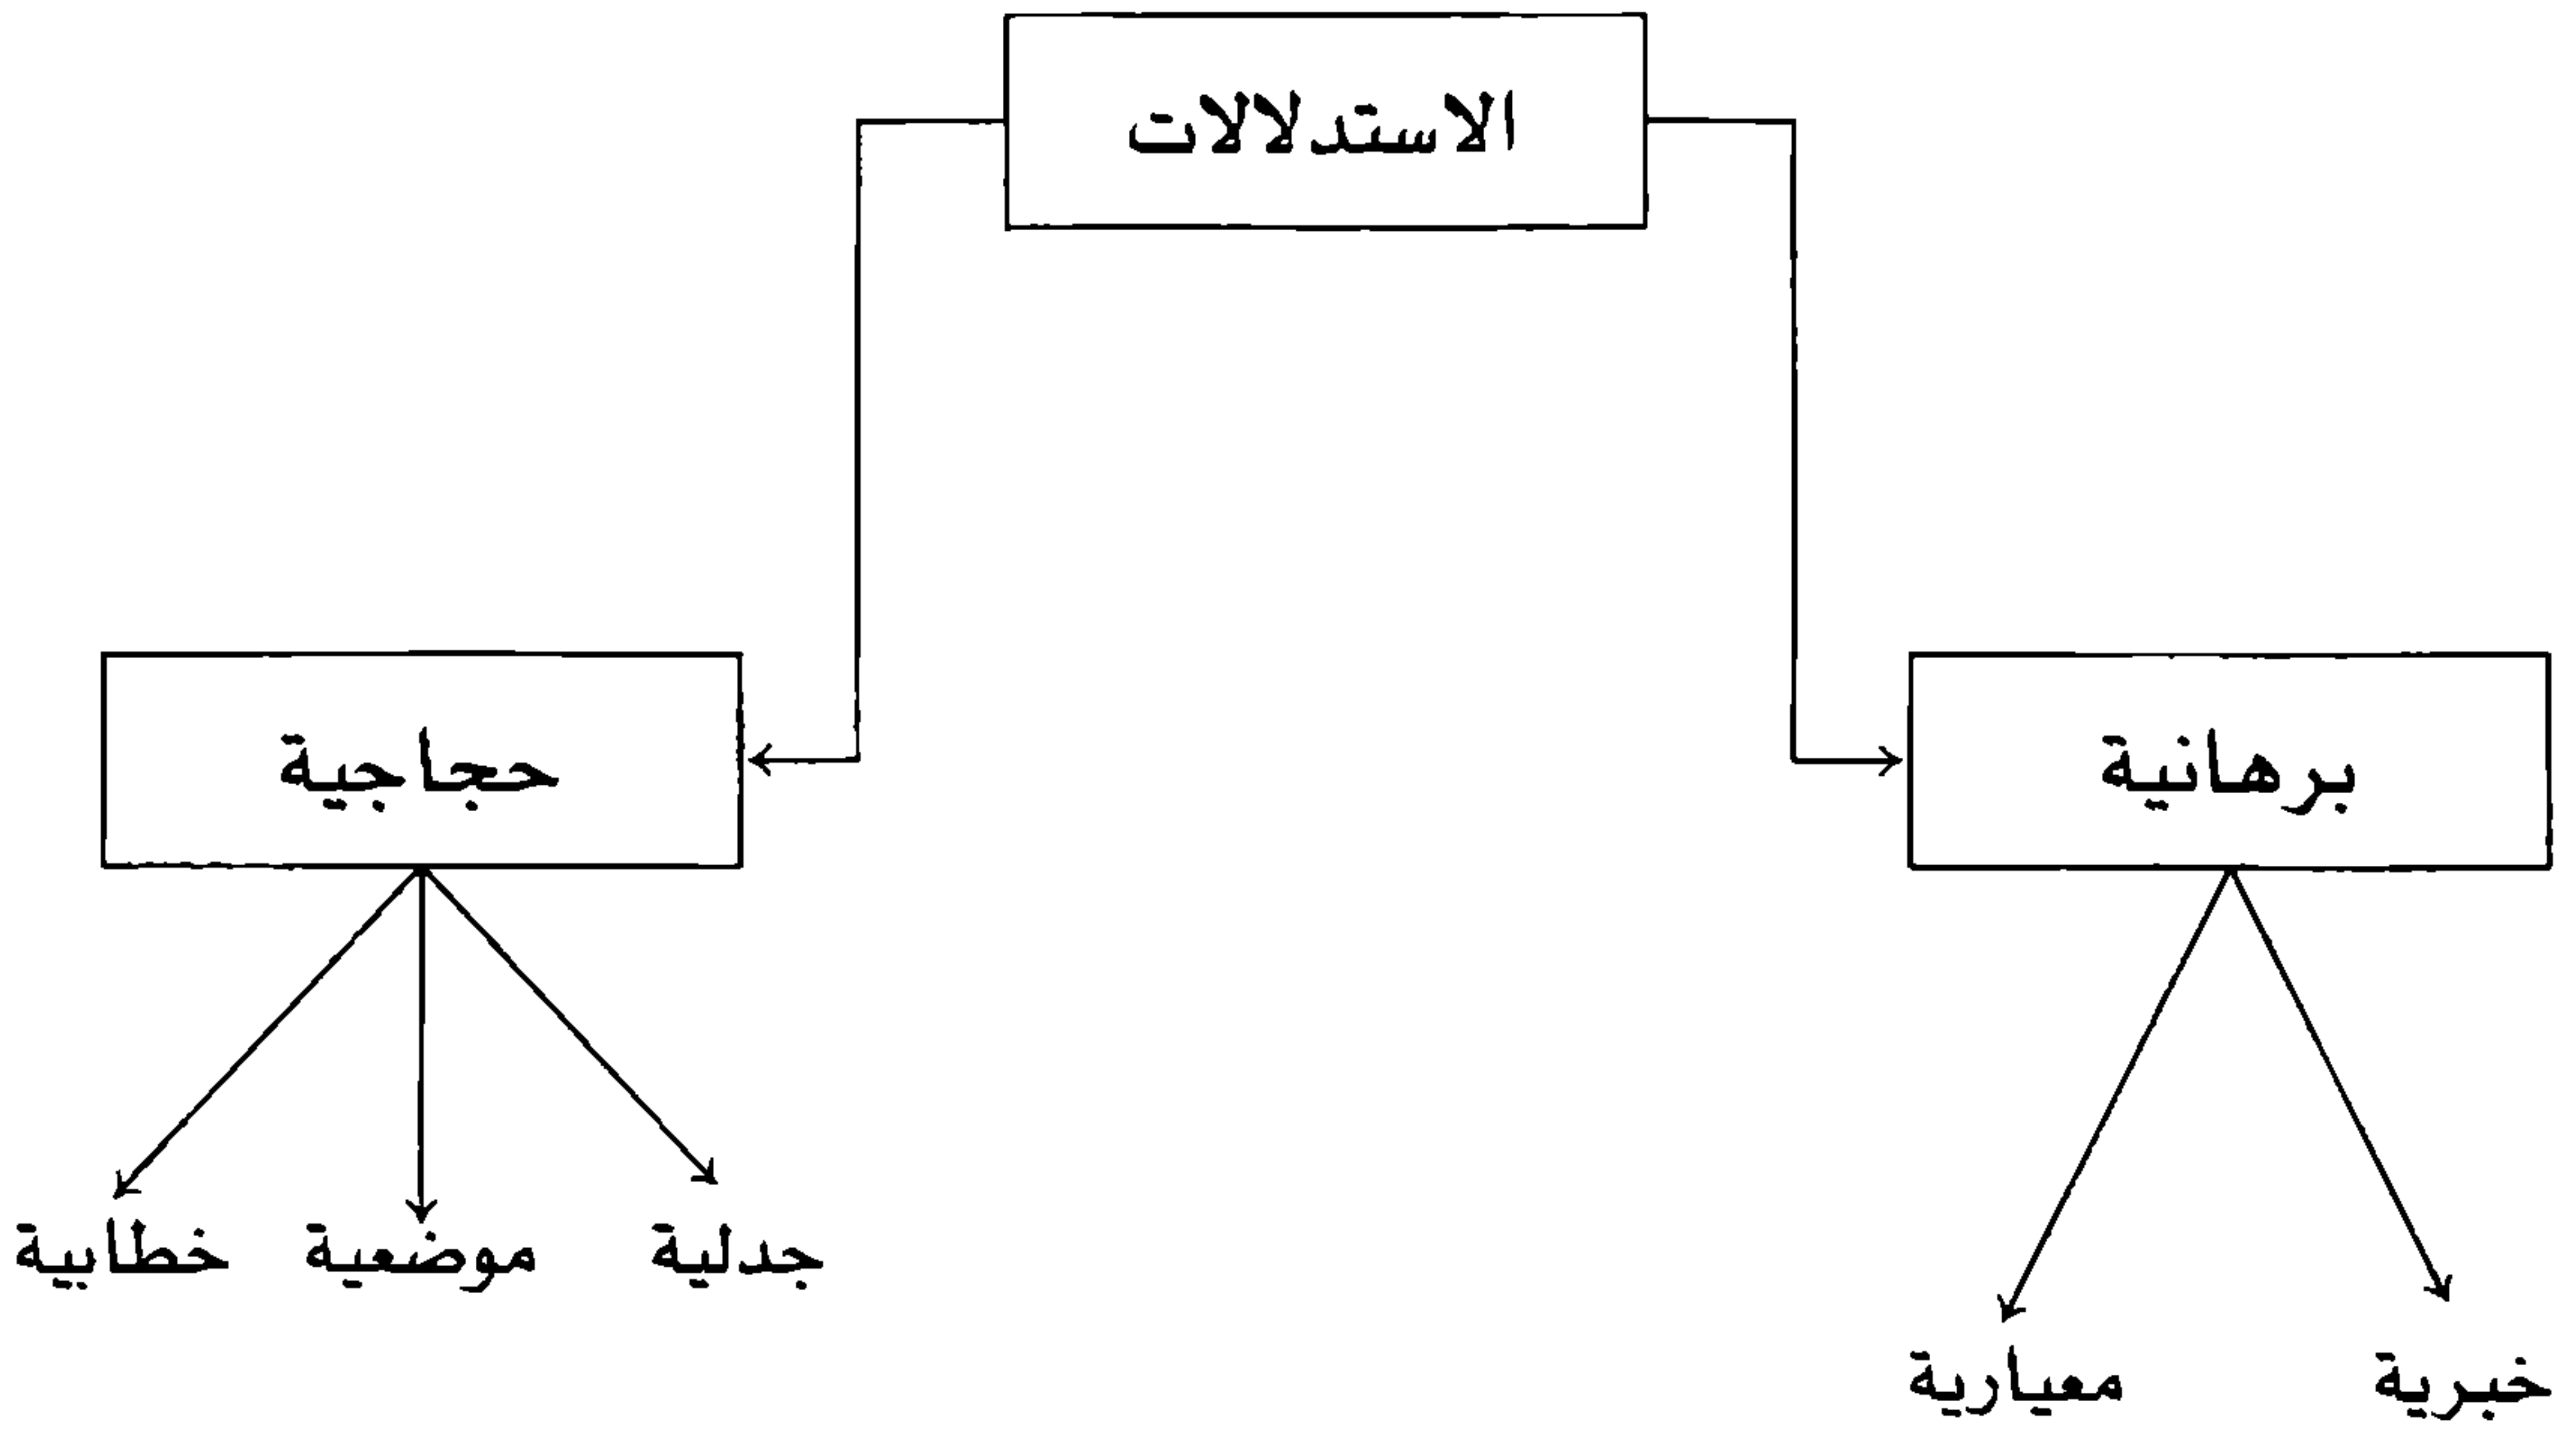 الاستدلالات
برهانية
حجاجية
جدلية
موضعية
خطابية
خبرية
معيارية